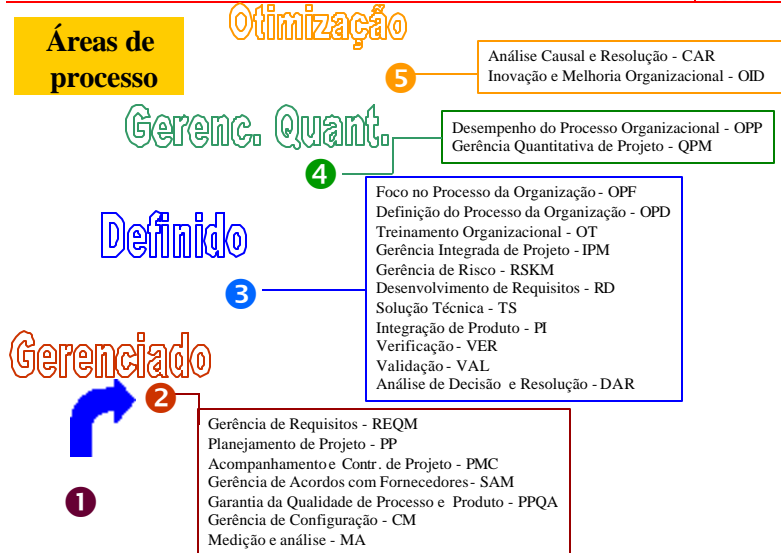 Áreas de
processo
Otimização
5
Análise Causal e Resolução - CAR
Inovação e Melhoria Organizacional - OID
Gerenc. Quant.
4
Desempenho do Processo Organizacional - OPP
Gerência Quantitativa de Projeto - QPM
Definido
3
Foco no Processo da Organização - OPF
Definição do Processo da Organização - OPD
Treinamento Organizacional - OT
Gerência Integrada de Projeto - IPM
Gerência de Risco - RSKM
Desenvolvimento de Requisitos - RD
Solução Técnica - TS
Integração de Produto - PI
Verificação - VER
Validação - VAL
Análise de Decisão e Resolução - DAR
Gerenciado
2
Gerência de Requisitos - REQM
Planejamento de Projeto - PP
Acompanhamento e Contr. de Projeto - PMC
Gerência de Acordos com Fornecedores - SAM
Garantia da Qualidade de Processo e Produto - PPQA
Gerência de Configuração - CM
Medição e análise - MA
1